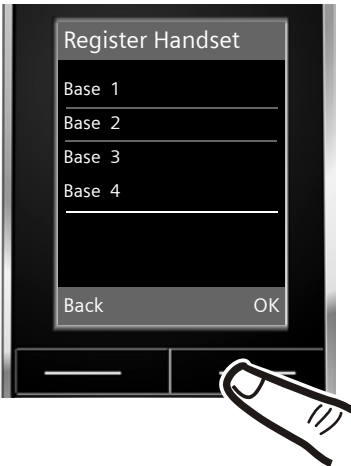 Register Handset
Base 1
Base 2
Base 3
Base 4
Back OK